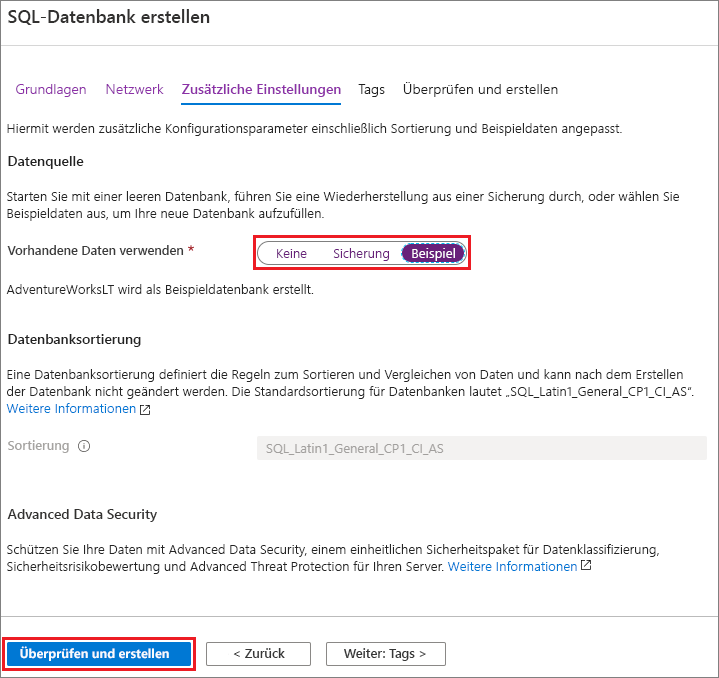 SQL-Datenbank erstellen
Grundlagen Netzwerk Zusätzliche Einstellungen Tags Überprüfen und erstellen
Hiermit werden zusätzliche Konfigurationsparameter einschließlich Sortierung und Beispieldaten angepasst.
Datenquelle
Starten Sie mit einer leeren Datenbank, führen Sie eine Wiederherstellung aus einer Sicherung durch, oder wählen Sie
Beispieldaten aus, um Ihre neue Datenbank aufzufüllen.
Vorhandene Daten verwenden * Keine Sicherung Beispiel
AdventureWorksLT wird als Beispieldatenbank erstellt.
Datenbanksortierung
Eine Datenbanksortierung definiert die Regeln zum Sortieren und Vergleichen von Daten und kann nach dem Erstellen
der Datenbank nicht geändert werden. Die Standardsortierung für Datenbanken lautet „SQL_Latin1_General_CP1_CI_AS“.
Weitere Informationen
Sortierung SQL_Latin1_General_CP1_CI_AS
Advanced Data Security
Schützen Sie Ihre Daten mit Advanced Data Security, einem einheitlichen Sicherheitspaket für Datenklassifizierung,
Sicherheitsrisikobewertung und Advanced Threat Protection für Ihren Server. Weitere Informationen
Überprüfen und erstellen < Zurück Weiter: Tags >